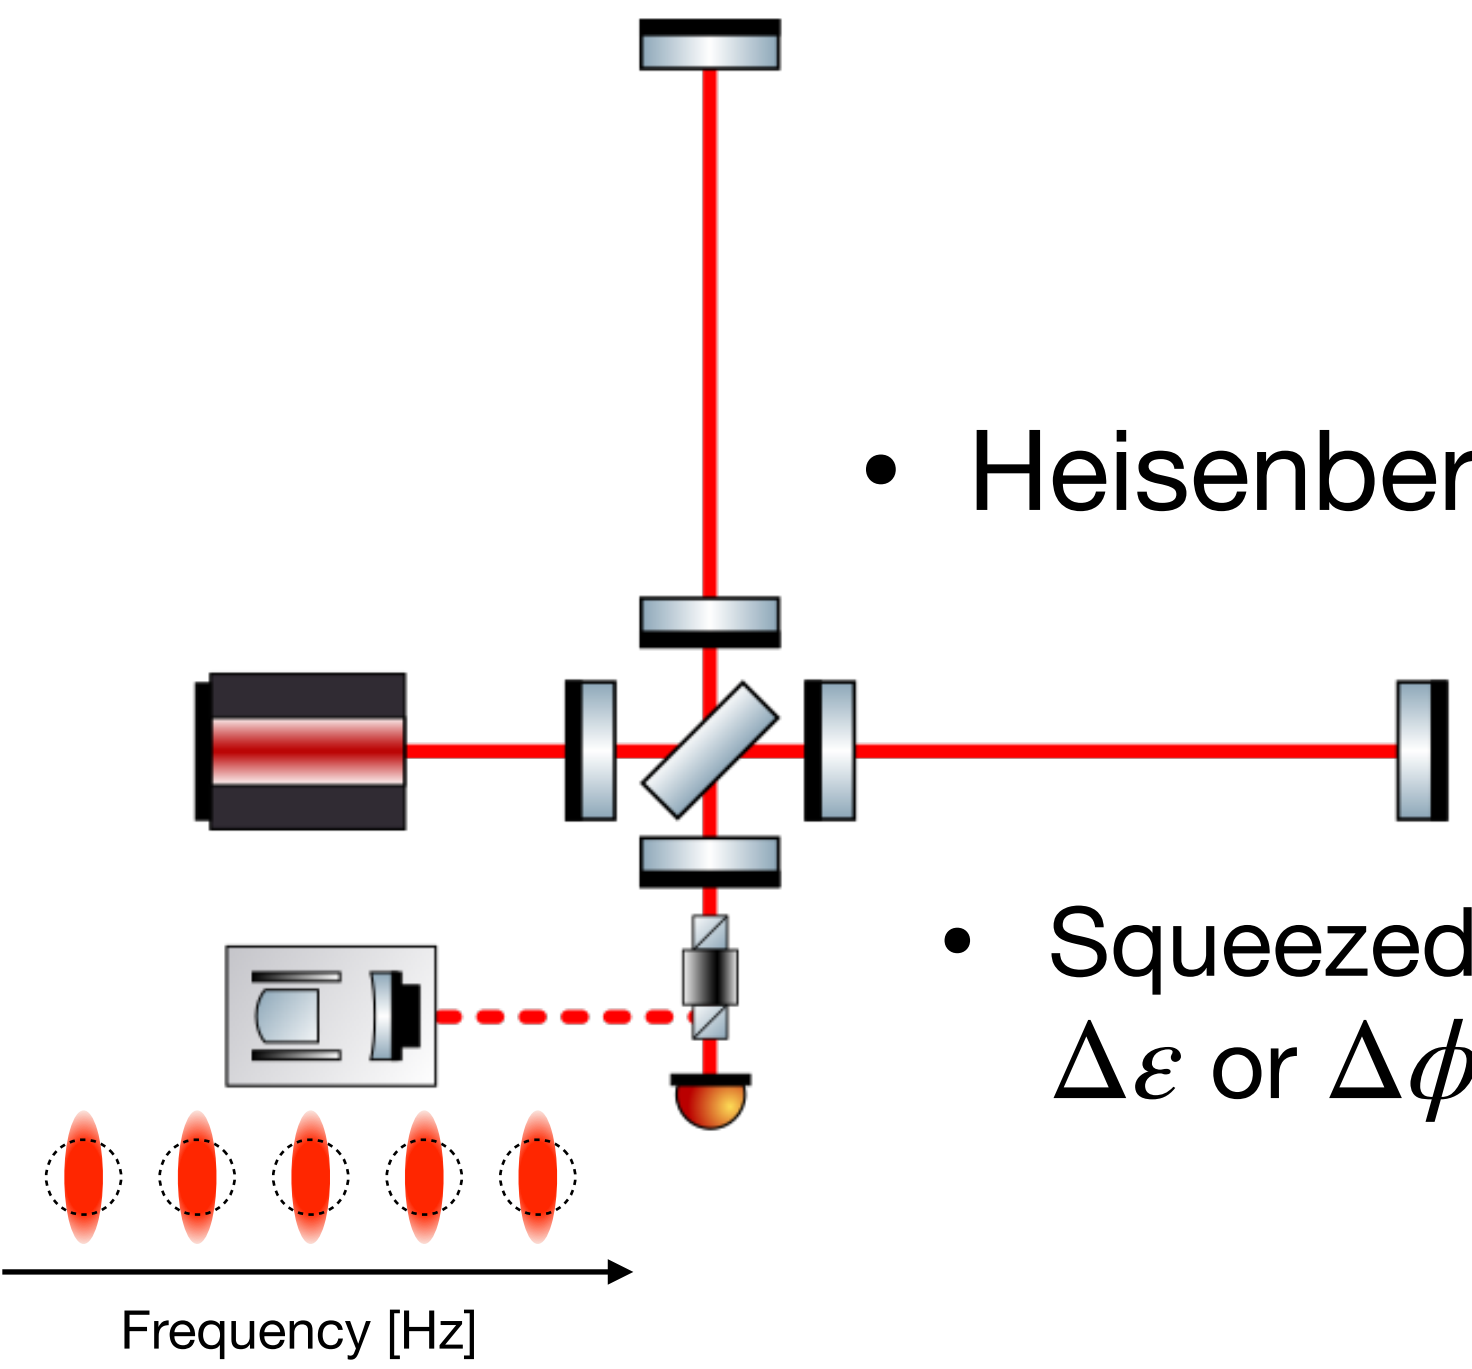 • Heisenber
• Squeezed
Δε or Δϕ
Frequency [Hz]